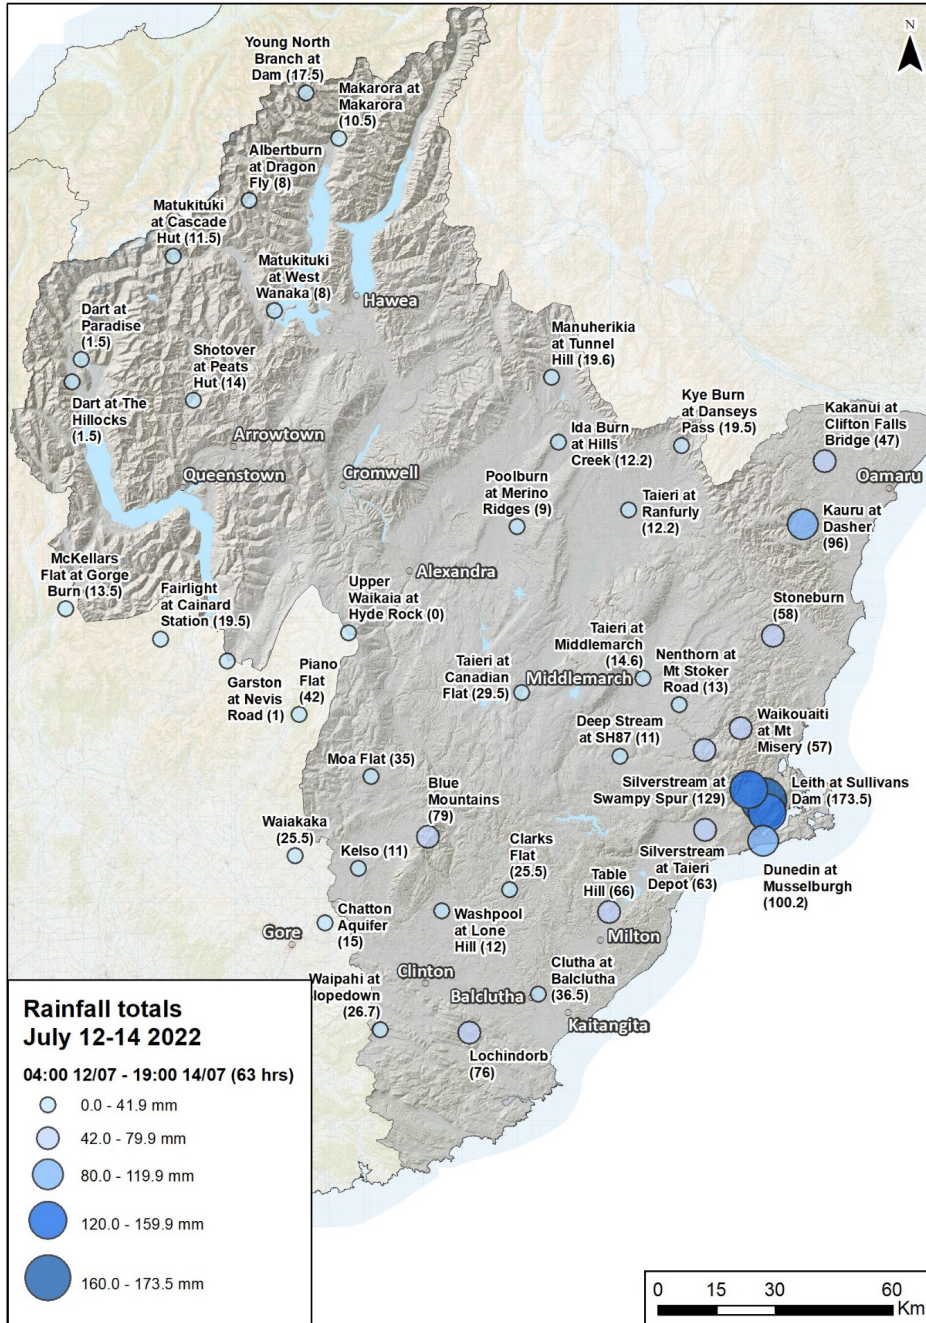 N
Young North
Branch at
Dam (17.5)
Makarora at
Makarora
(10.5)
Albertburn
at Dragon
Fly (8)
Matukituki
at Cascade
Hut (11.5)
Matukituki
at West
Wanaka (8)
Hawea
Dart at
Paradise
(1.5)
Shotover
at Peats
Hut (14)
Manuherikia
at Tunnel
Hill (19.6)
Dart at The
Hillocks
(1.5)
Arrowtown
Queenstown
Cromwell
Ida Burn
at Hills
Creek (12.2)
Kye Burn
at Danseys
Pass (19.5)
Kakanui at
Clifton Falls
Bridge (47)
Oamaru
Poolburn
at Merino
Ridges (9)
Taieri at
Ranfurly
(12.2)
Kauru at
Dasher
(96)
McKellars
Flat at Gorge
Burn (13.5)
Fairlight
at Cainard
Station (19.5)
Alexandra
Upper
Waikaia at
Hyde Rock (0)
Stoneburn
(58)
Garston
at Nevis
Road (1)
Piano
Flat
(42)
Taieri at
Canadian
Flat (29.5)
Taieri at
Middlemarch
(14.6)
Middlemarch
Nenthorn at
Mt Stoker
Road (13)
Deep Stream
at SH87 (11)
Waikouaiti
at Mt
Misery (57)
Moa Flat (35)
Blue
Mountains
(79)
Silverstream at
Swampy Spur (129)
Leith at Sullivans
Dam (173.5)
Waiakaka
(25.5)
Kelso (11)
Clarks
Flat
(25.5)
Table
Hill (66)
Silverstream
at Taieri
Depot (63)
Dunedin at
Musselburgh
(100.2)
Chatton
Aquifer
(15)
Gore
Washpool
at Lone
Hill (12)
Milton
Waipahi at
lopedown
(26.7)
Clinton
Clutha at
Balclutha
(36.5)
Balclutha
Kaitangita
Lochindorb
(76)
Rainfall totals
July 12-14 2022
04:00 12/07 - 19:00 14/07 (63 hrs)
0.0 - 41.9 mm
42.0 - 79.9 mm
80.0 - 119.9 mm
120.0 - 159.9 mm
160.0 - 173.5 mm
0 15 30 60
Km